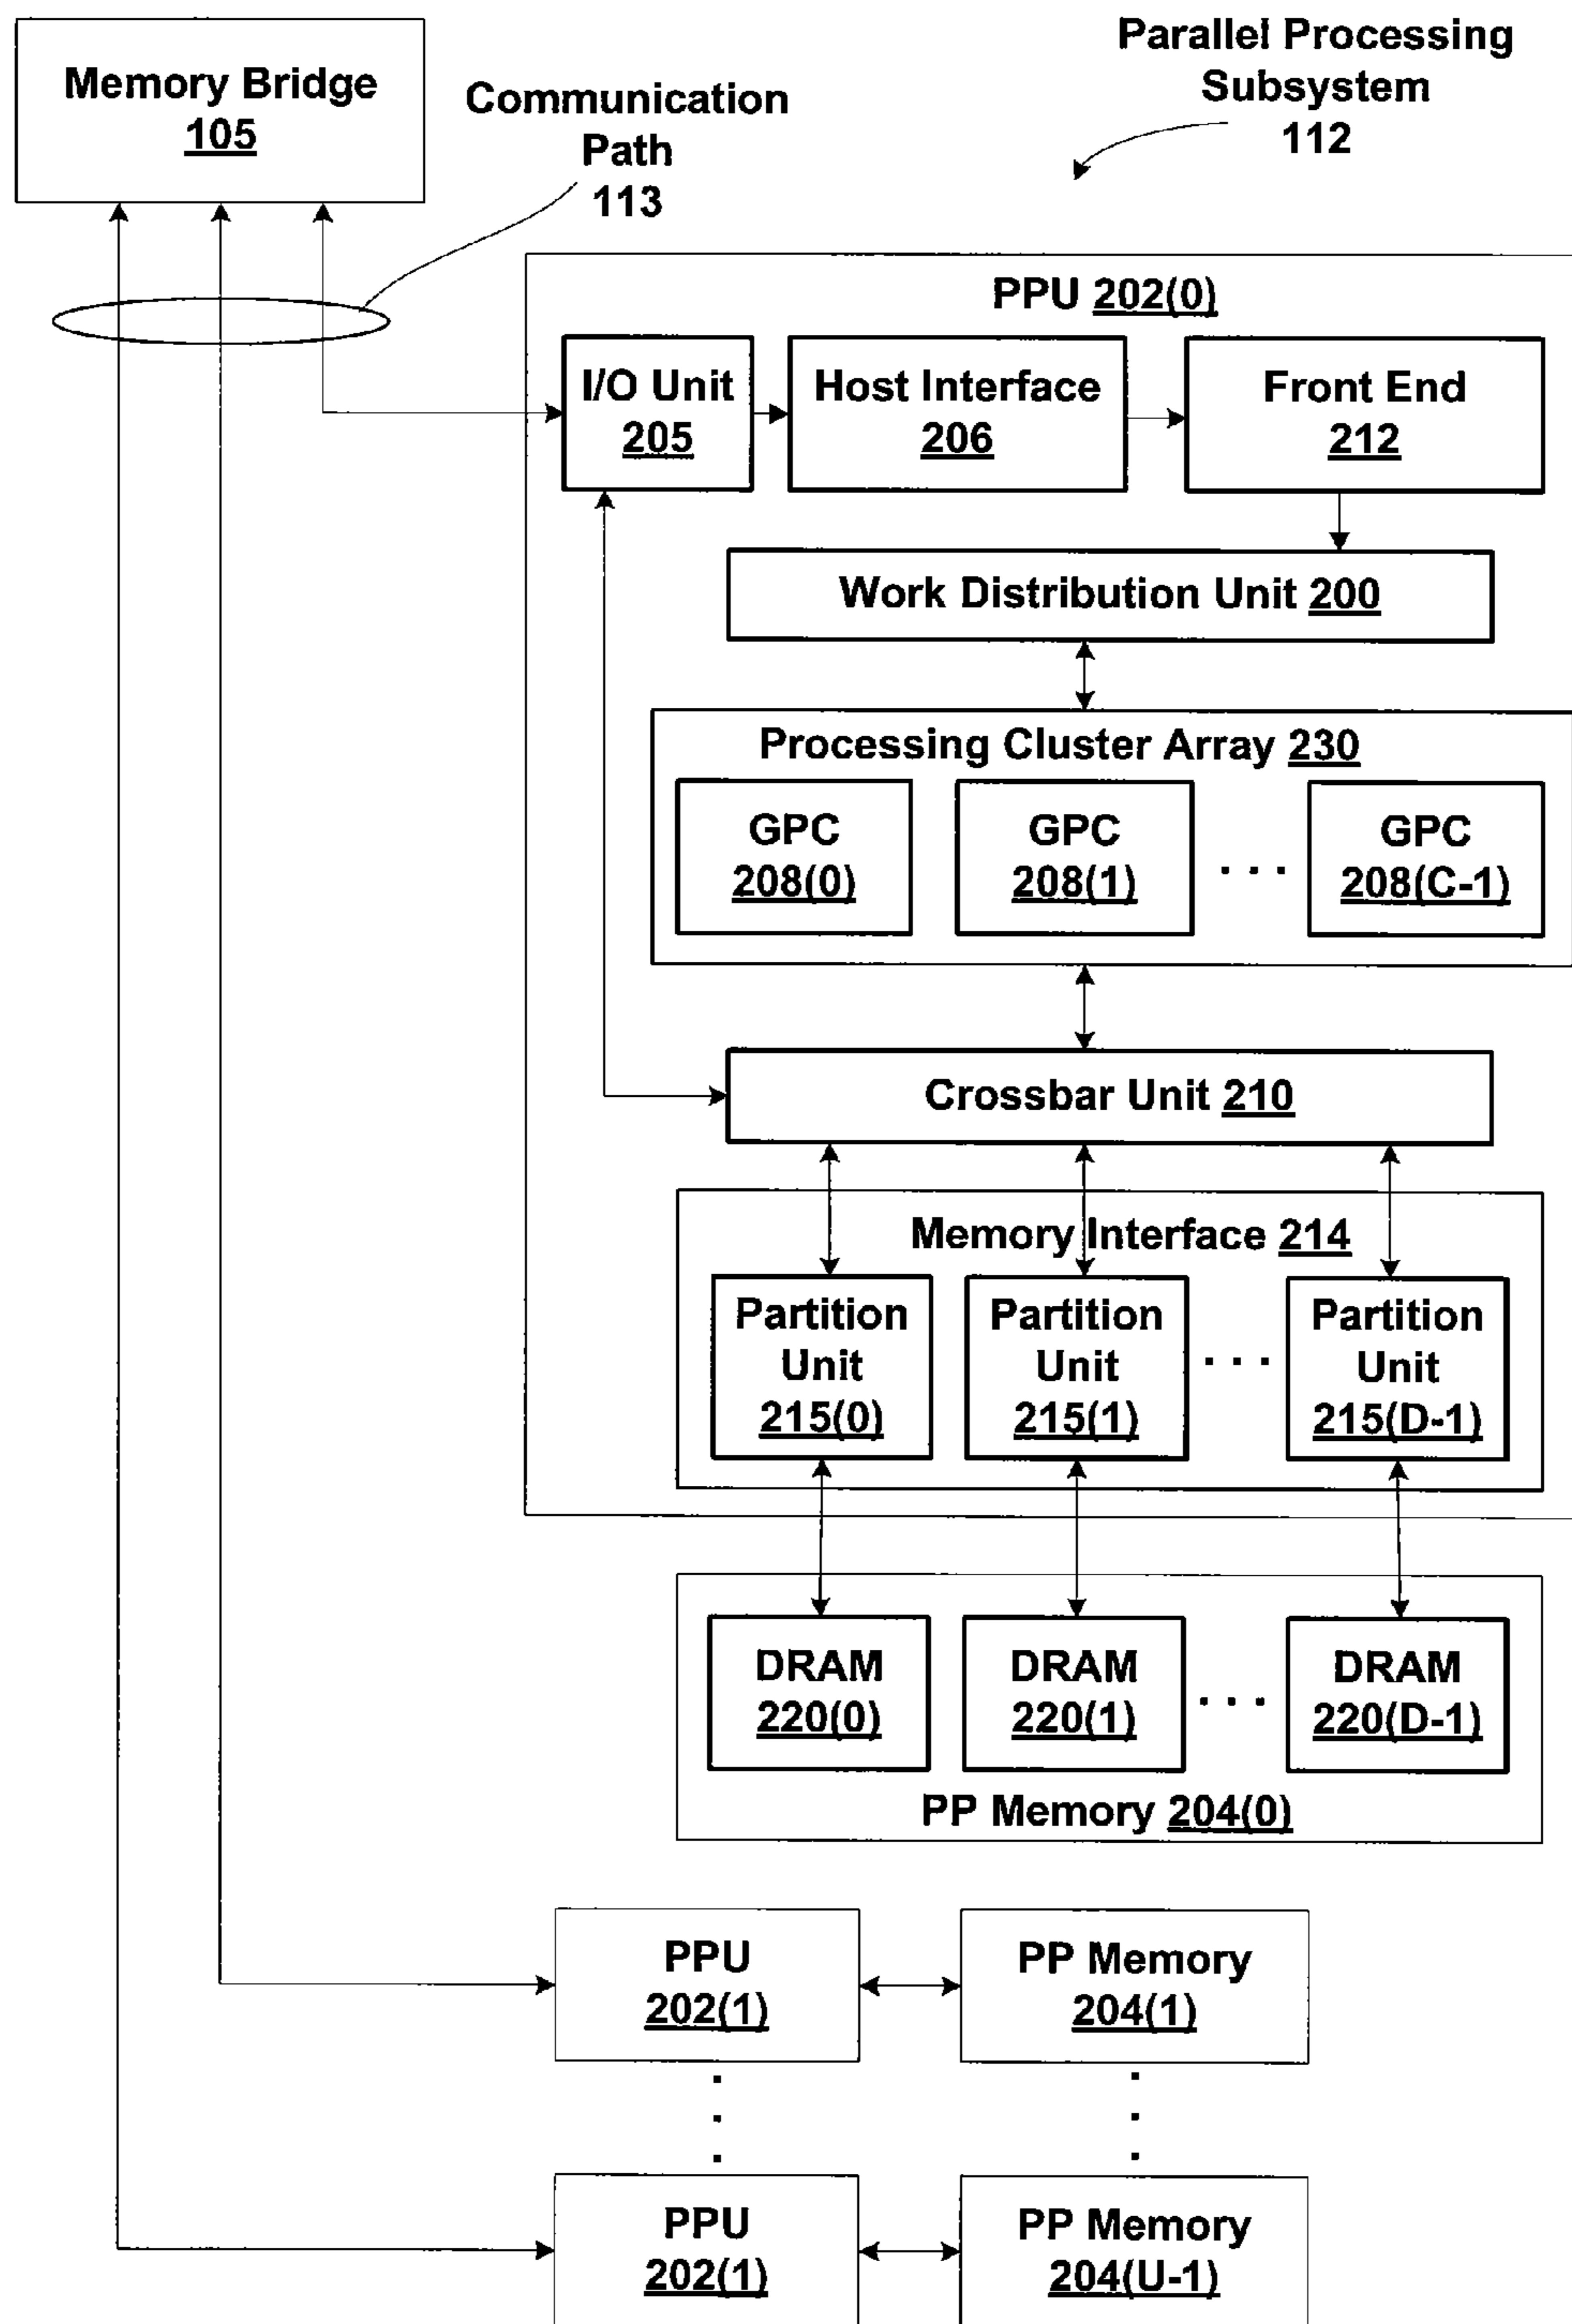 Memory Bridge
105
Communication
Path
113
Parallel Processing
Subsystem
112
PPU 202(0)
I/O Unit
205
Host Interface
206
Front End
212
Work Distribution Unit 200
Processing Cluster Array 230
GPC
208(0)
GPC
208(1)
. . .
GPC
208(C-1)
Crossbar Unit 210
Memory Interface 214
Partition
Unit
215(0)
Partition
Unit
215(1)
. . .
Partition
Unit
215(D-1)
DRAM
220(0)
DRAM
220(1)
. . .
DRAM
220(D-1)
PP Memory 204(0)
PPU
202(1)
PP Memory
204(1)
PPU
202(1)
PP Memory
204(U-1)